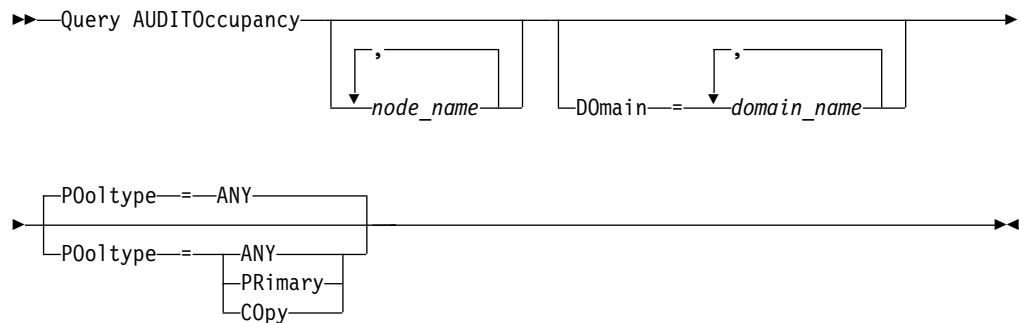 Query AUDITOccupancy
, ,
node_name DOmain = domain_name
POoltype = ANY
POoltype = ANY
PRimary
COpy